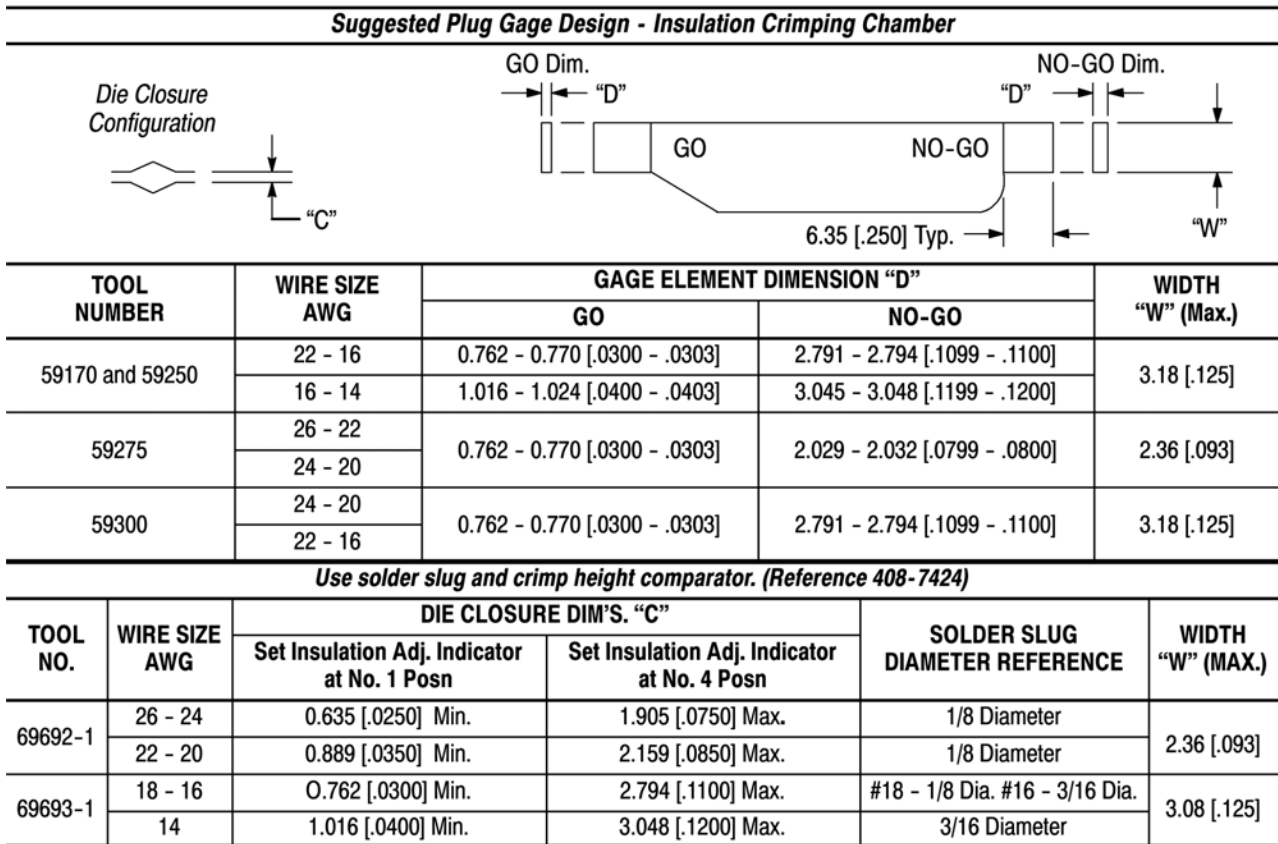 Suggested Plug Gage Design - Insulation Crimping Chamber
GO Dim.
NO-GO Dim.
Die Closure
Configuration
“D”
“D”
GO
NO-GO
“C”
6.35 [.250] Typ.
“W”
TOOL NUMBER
WIRE SIZE AWG
GAGE ELEMENT DIMENSION “D”
WIDTH “W” (Max.)
GO
NO-GO
59170 and 59250
22 - 16
0.762 - 0.770 [.0300 - .0303]
2.791 - 2.794 [.1099 - .1100]
3.18 [.125]
16 - 14
1.016 - 1.024 [.0400 - .0403]
3.045 - 3.048 [.1199 - .1200]
59275
26 - 22
0.762 - 0.770 [.0300 - .0303]
2.029 - 2.032 [.0799 - .0800]
2.36 [.093]
24 - 20
59300
24 - 20
0.762 - 0.770 [.0300 - .0303]
2.791 - 2.794 [.1099 - .1100]
3.18 [.125]
22 - 16
Use solder slug and crimp height comparator. (Reference 408-7424)
TOOL NO.
WIRE SIZE AWG
DIE CLOSURE DIM'S. “C”
SOLDER SLUG DIAMETER REFERENCE
WIDTH “W” (MAX.)
Set Insulation Adj. Indicator at No. 1 Posn
Set Insulation Adj. Indicator at No. 4 Posn
69692-1
26 - 24
0.635 [.0250] Min.
1.905 [.0750] Max.
1/8 Diameter
2.36 [.093]
22 - 20
0.889 [.0350] Min.
2.159 [.0850] Max.
1/8 Diameter
69693-1
18 - 16
O.762 [.0300] Min.
2.794 [.1100] Max.
#18 - 1/8 Dia. #16 - 3/16 Dia.
3.08 [.125]
14
1.016 [.0400] Min.
3.048 [.1200] Max.
3/16 Diameter